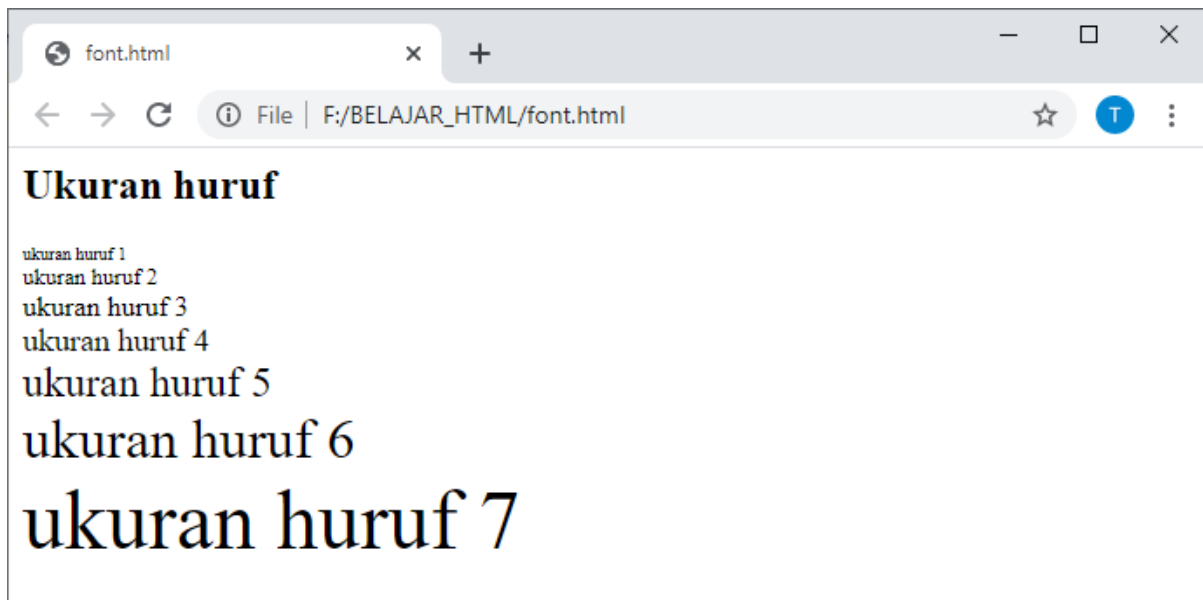 font.html
File F:/BELAJAR_HTML/font.html T
Ukuran huruf
ukuran huruf 1
ukuran huruf 2
ukuran huruf 3
ukuran huruf 4
ukuran huruf 5
ukuran huruf 6
ukuran huruf 7